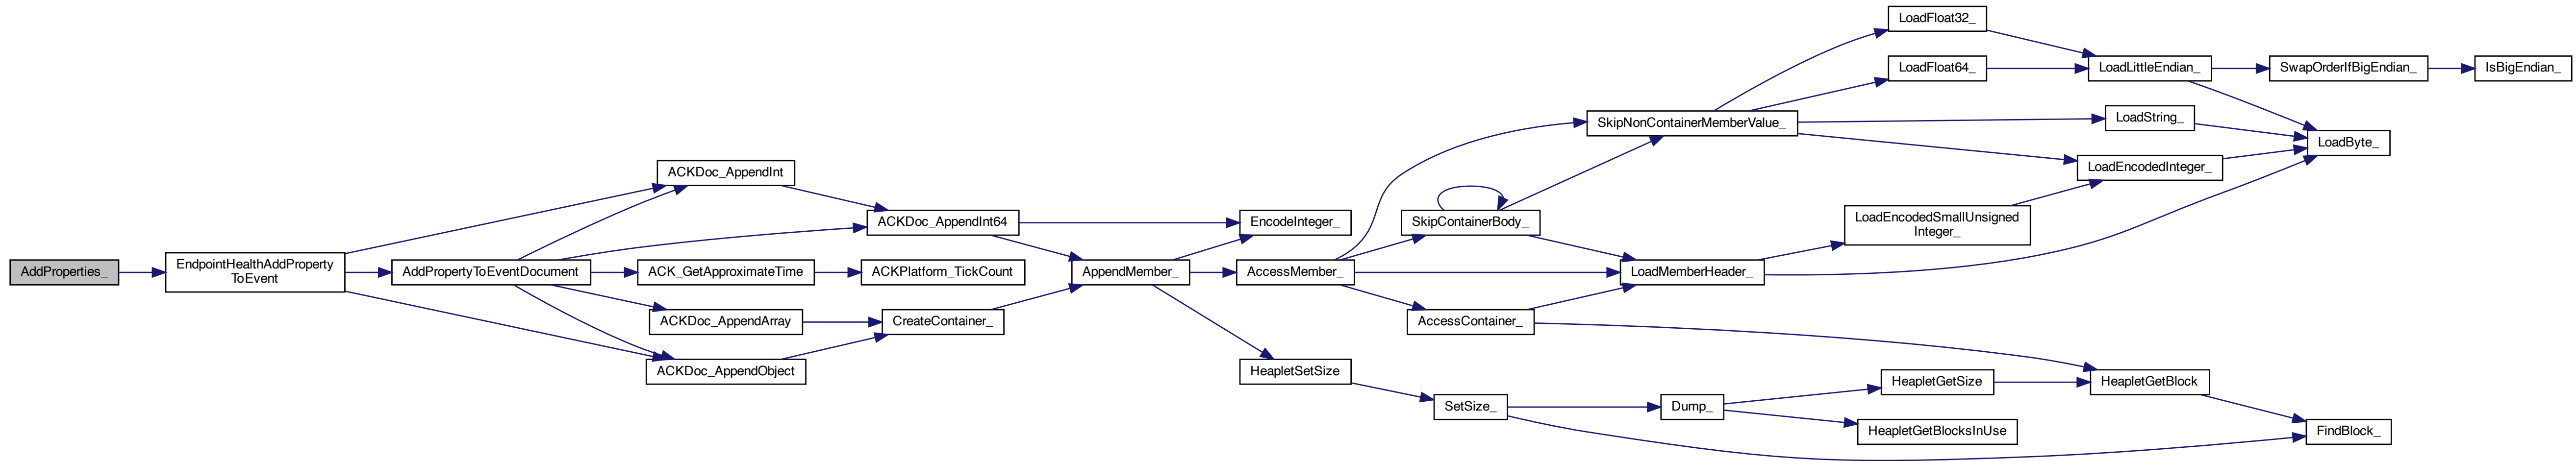 AddProperties_
EndpointHealthAddProperty
ToEvent
AddPropertyToEventDocument
ACKDoc_AppendInt
ACKDoc_AppendInt64
ACK_GetApproximateTime
ACKPlatform_TickCount
ACKDoc_AppendArray
CreateContainer_
ACKDoc_AppendObject
AppendMember_
EncodeInteger_
AccessMember_
HeapletSetSize
SkipContainerBody_
AccessContainer_
SetSize_
SkipNonContainerMemberValue_
LoadMemberHeader_
Dump_
LoadFloat32_
LoadFloat64_
LoadEncodedSmallUnsigned
Integer_
HeapletGetSize
HeapletGetBlocksInUse
LoadLittleEndian_
LoadString_
LoadEncodedInteger_
HeapletGetBlock
SwapOrderIfBigEndian_
LoadByte_
FindBlock_
IsBigEndian_